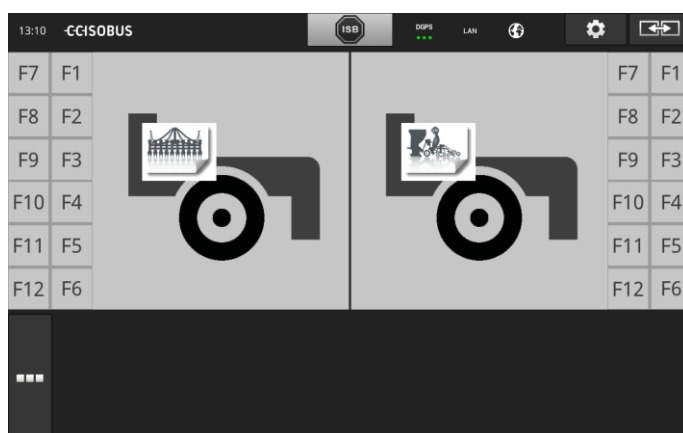 13:10 CCISOBUS ISB DGPS LAN
F7 F1 F7 F1
F8 F2 F8 F2
F9 F3 F9 F3
F10 F4 F10 F4
F11 F5 F11 F5
F12 F6 F12 F6